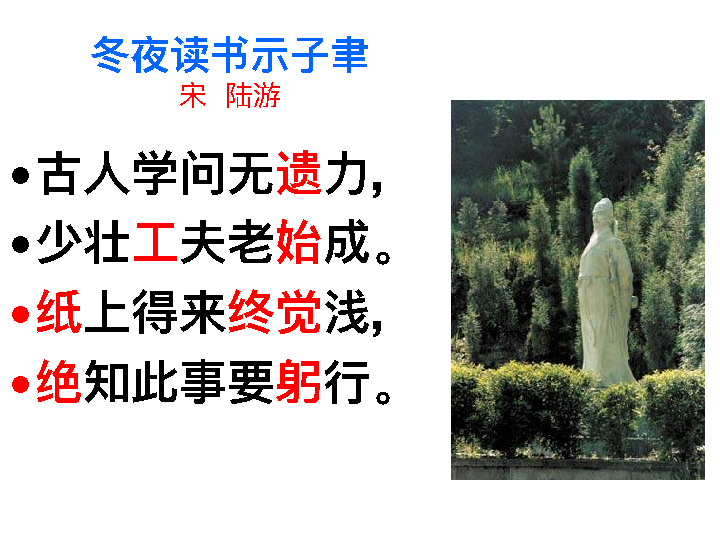 冬夜读书示子聿
宋 陆游
•古人学问无遗力，
•少壮工夫老始成。
•纸上得来终觉浅，
•绝知此事要躬行。